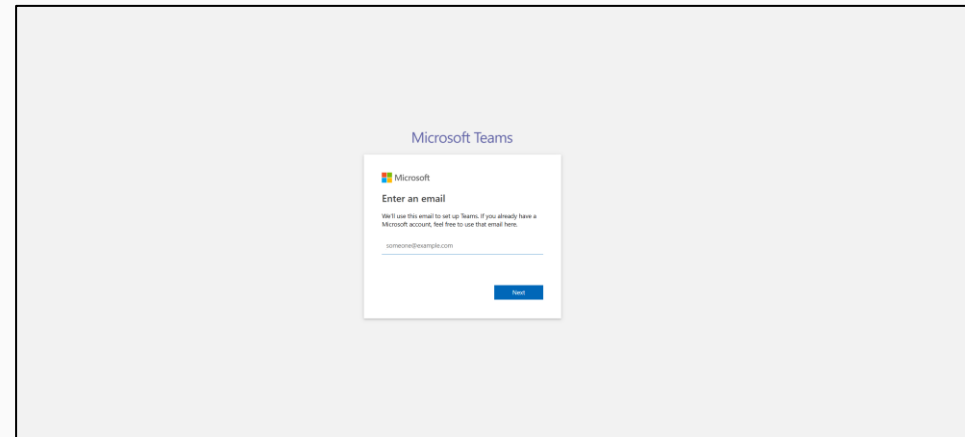 Microsoft Teams
Microsoft
Enter an email
We'll use this email to set up Teams. If you already have a
Microsoft account, feel free to use that email here.
someone@example.com
Next